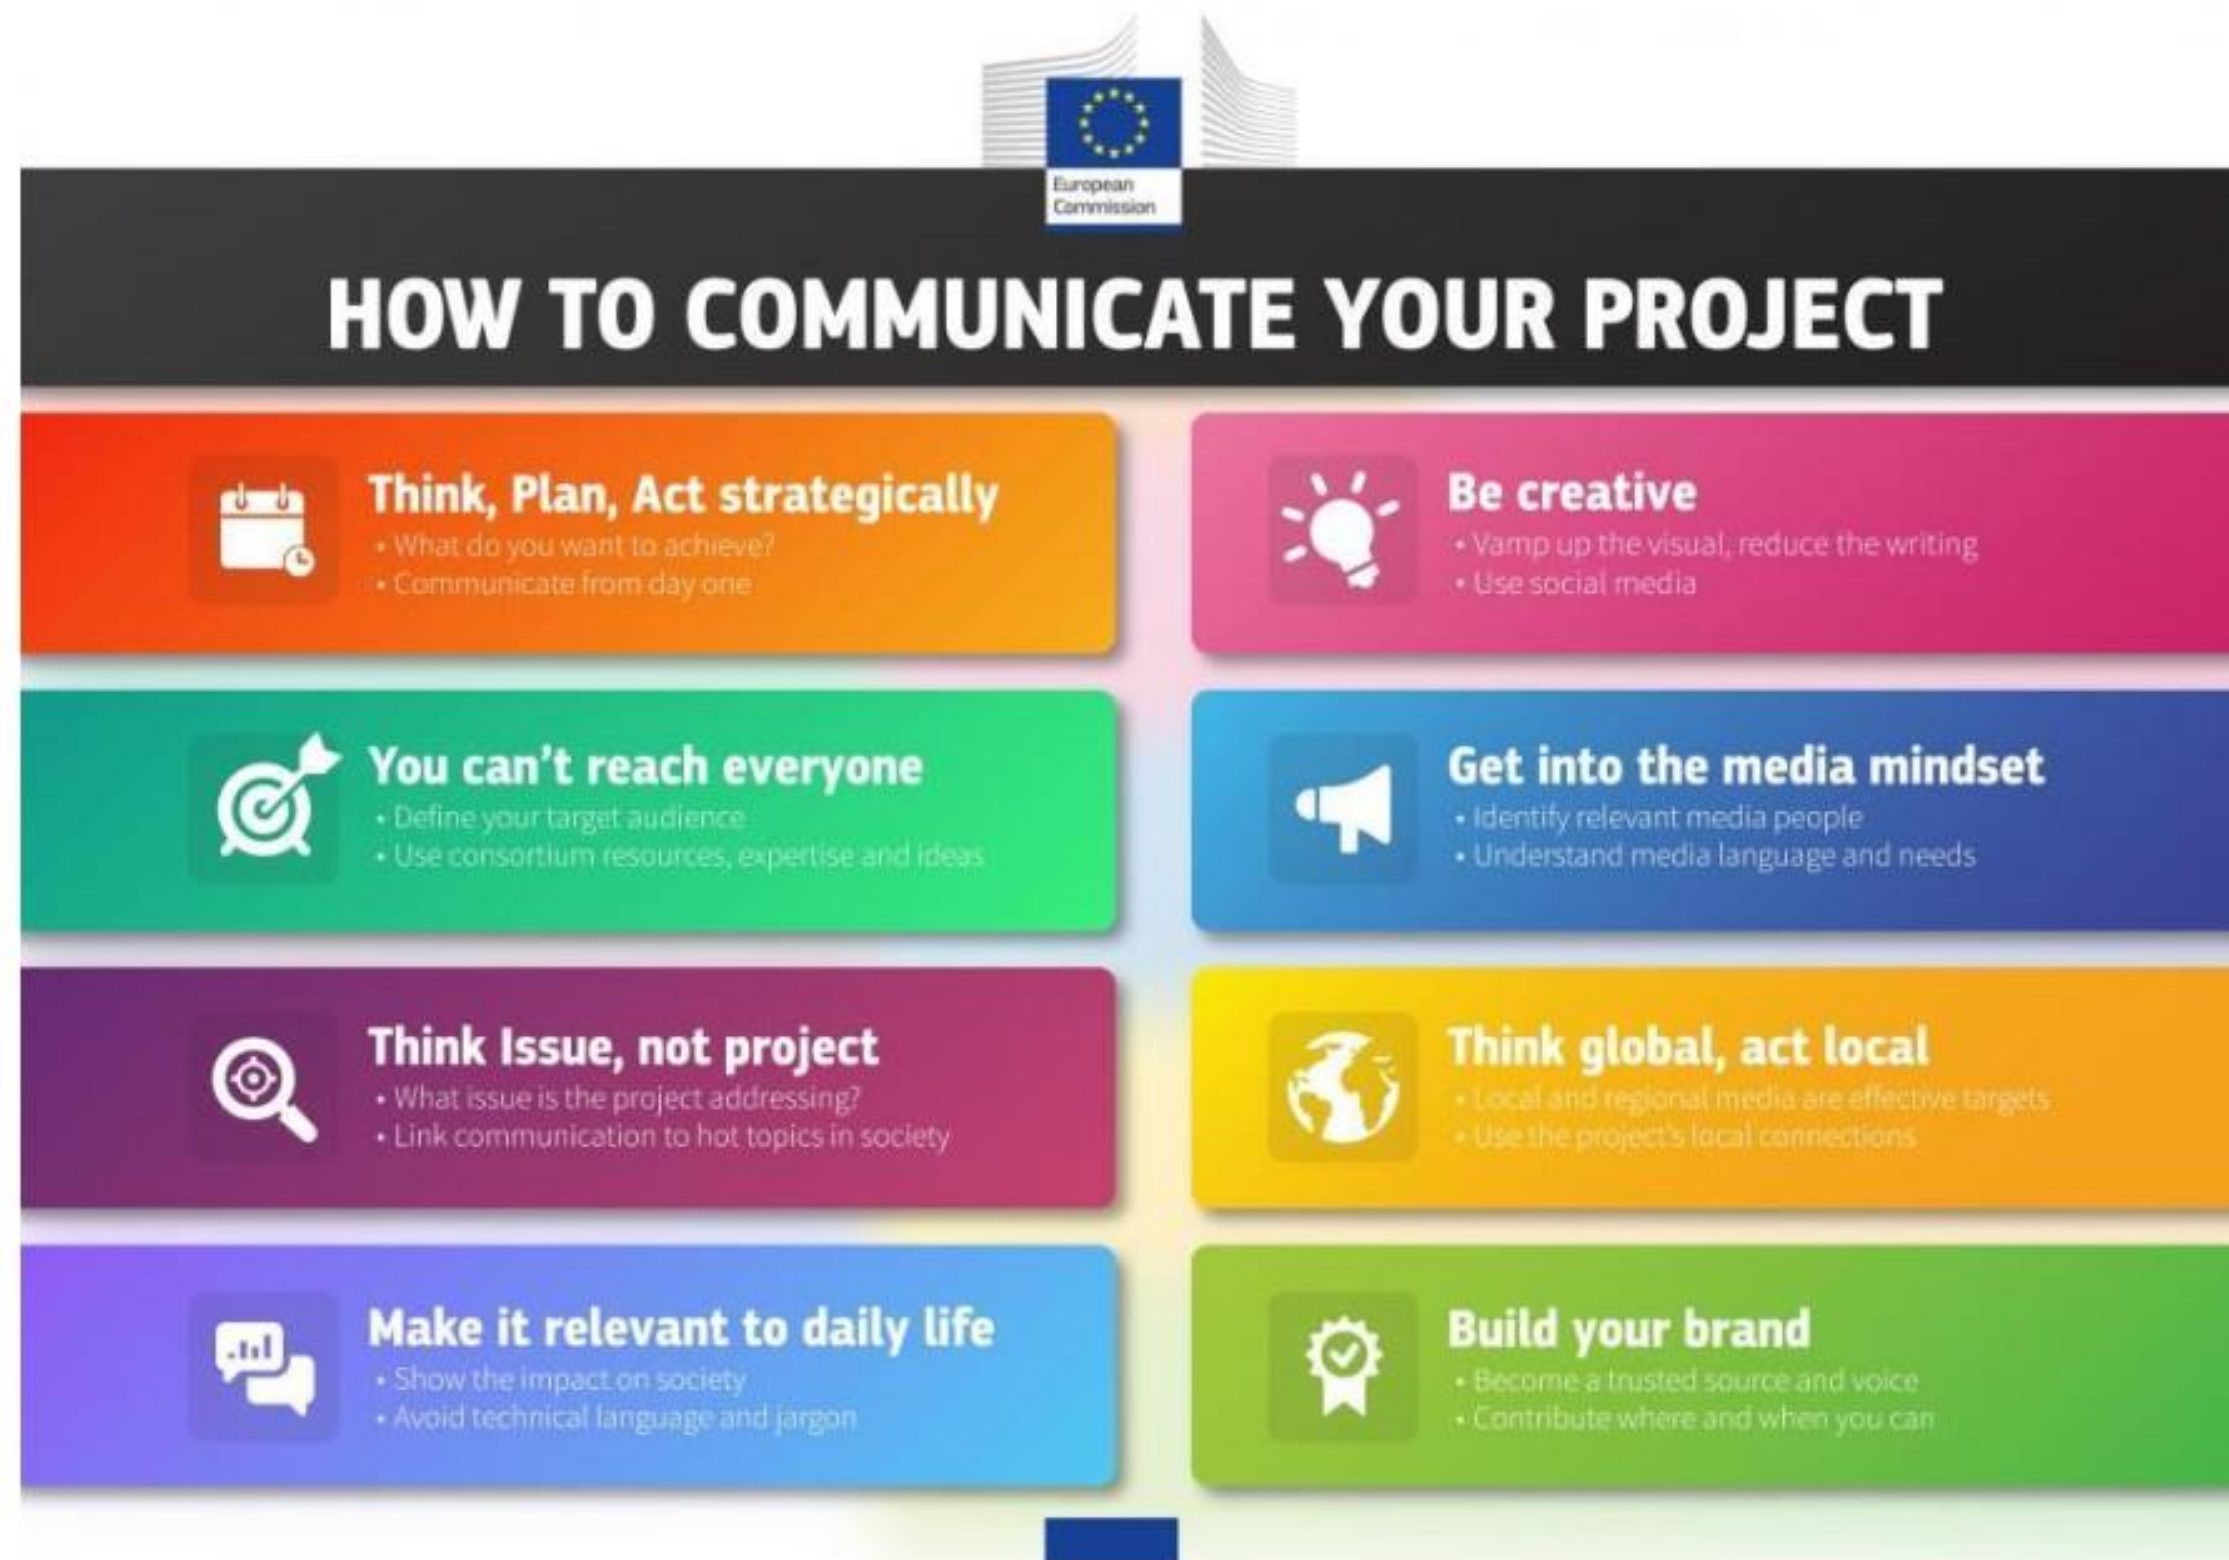 European
Commission
HOW TO COMMUNICATE YOUR PROJECT
Think, Plan, Act strategically
• What do you want to achieve?
• Communicate from day one
You can't reach everyone
• Define your target audience
• Use consortium resources, expertise and ideas
Think Issue, not project
• What issue is the project addressing?
• Link communication to hot topics in society
Make it relevant to daily life
• Show the impact on society
• Avoid technical language and jargon
Be creative
• Vamp up the visual, reduce the writing
• Use social media
Get into the media mindset
• Identify relevant media people
• Understand media language and needs
Think global, act local
• Local and regional media are effective targets
• Use the project's local connections
Build your brand
• Become a trusted source and voice
• Contribute where and when you can